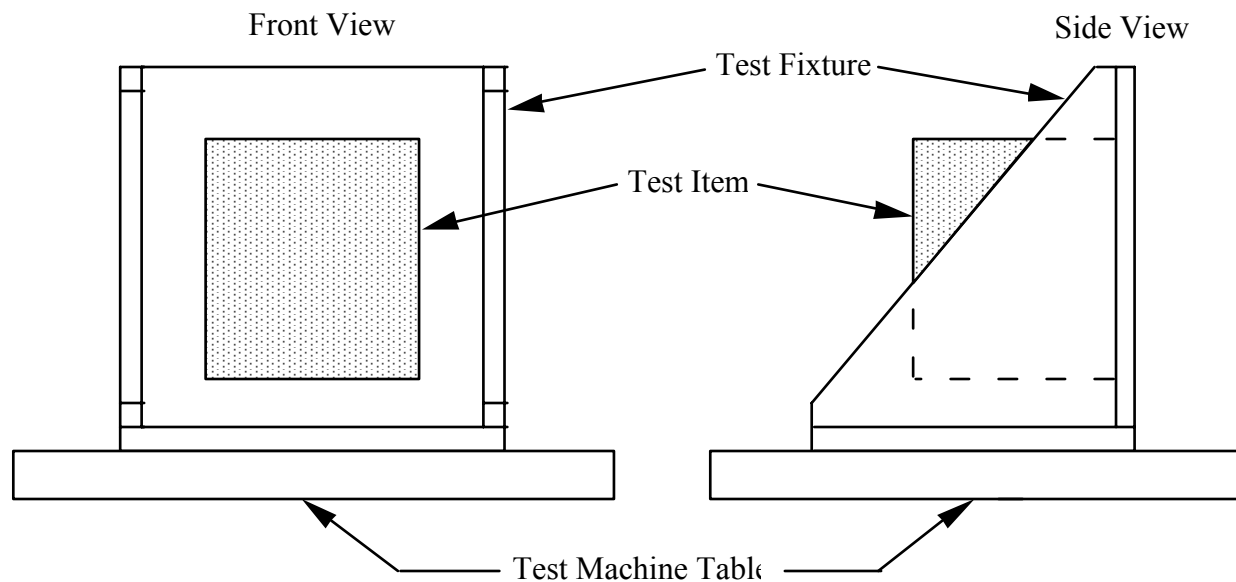 Front View
Side View
Test Fixture
Test Item
Test Machine Table